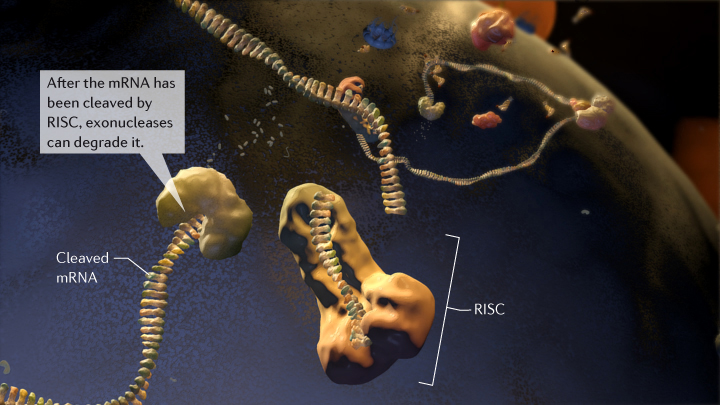 After the mRNA has
been cleaved by
RISC, exonucleases
can degrade it.
Cleaved
mRNA
RISC